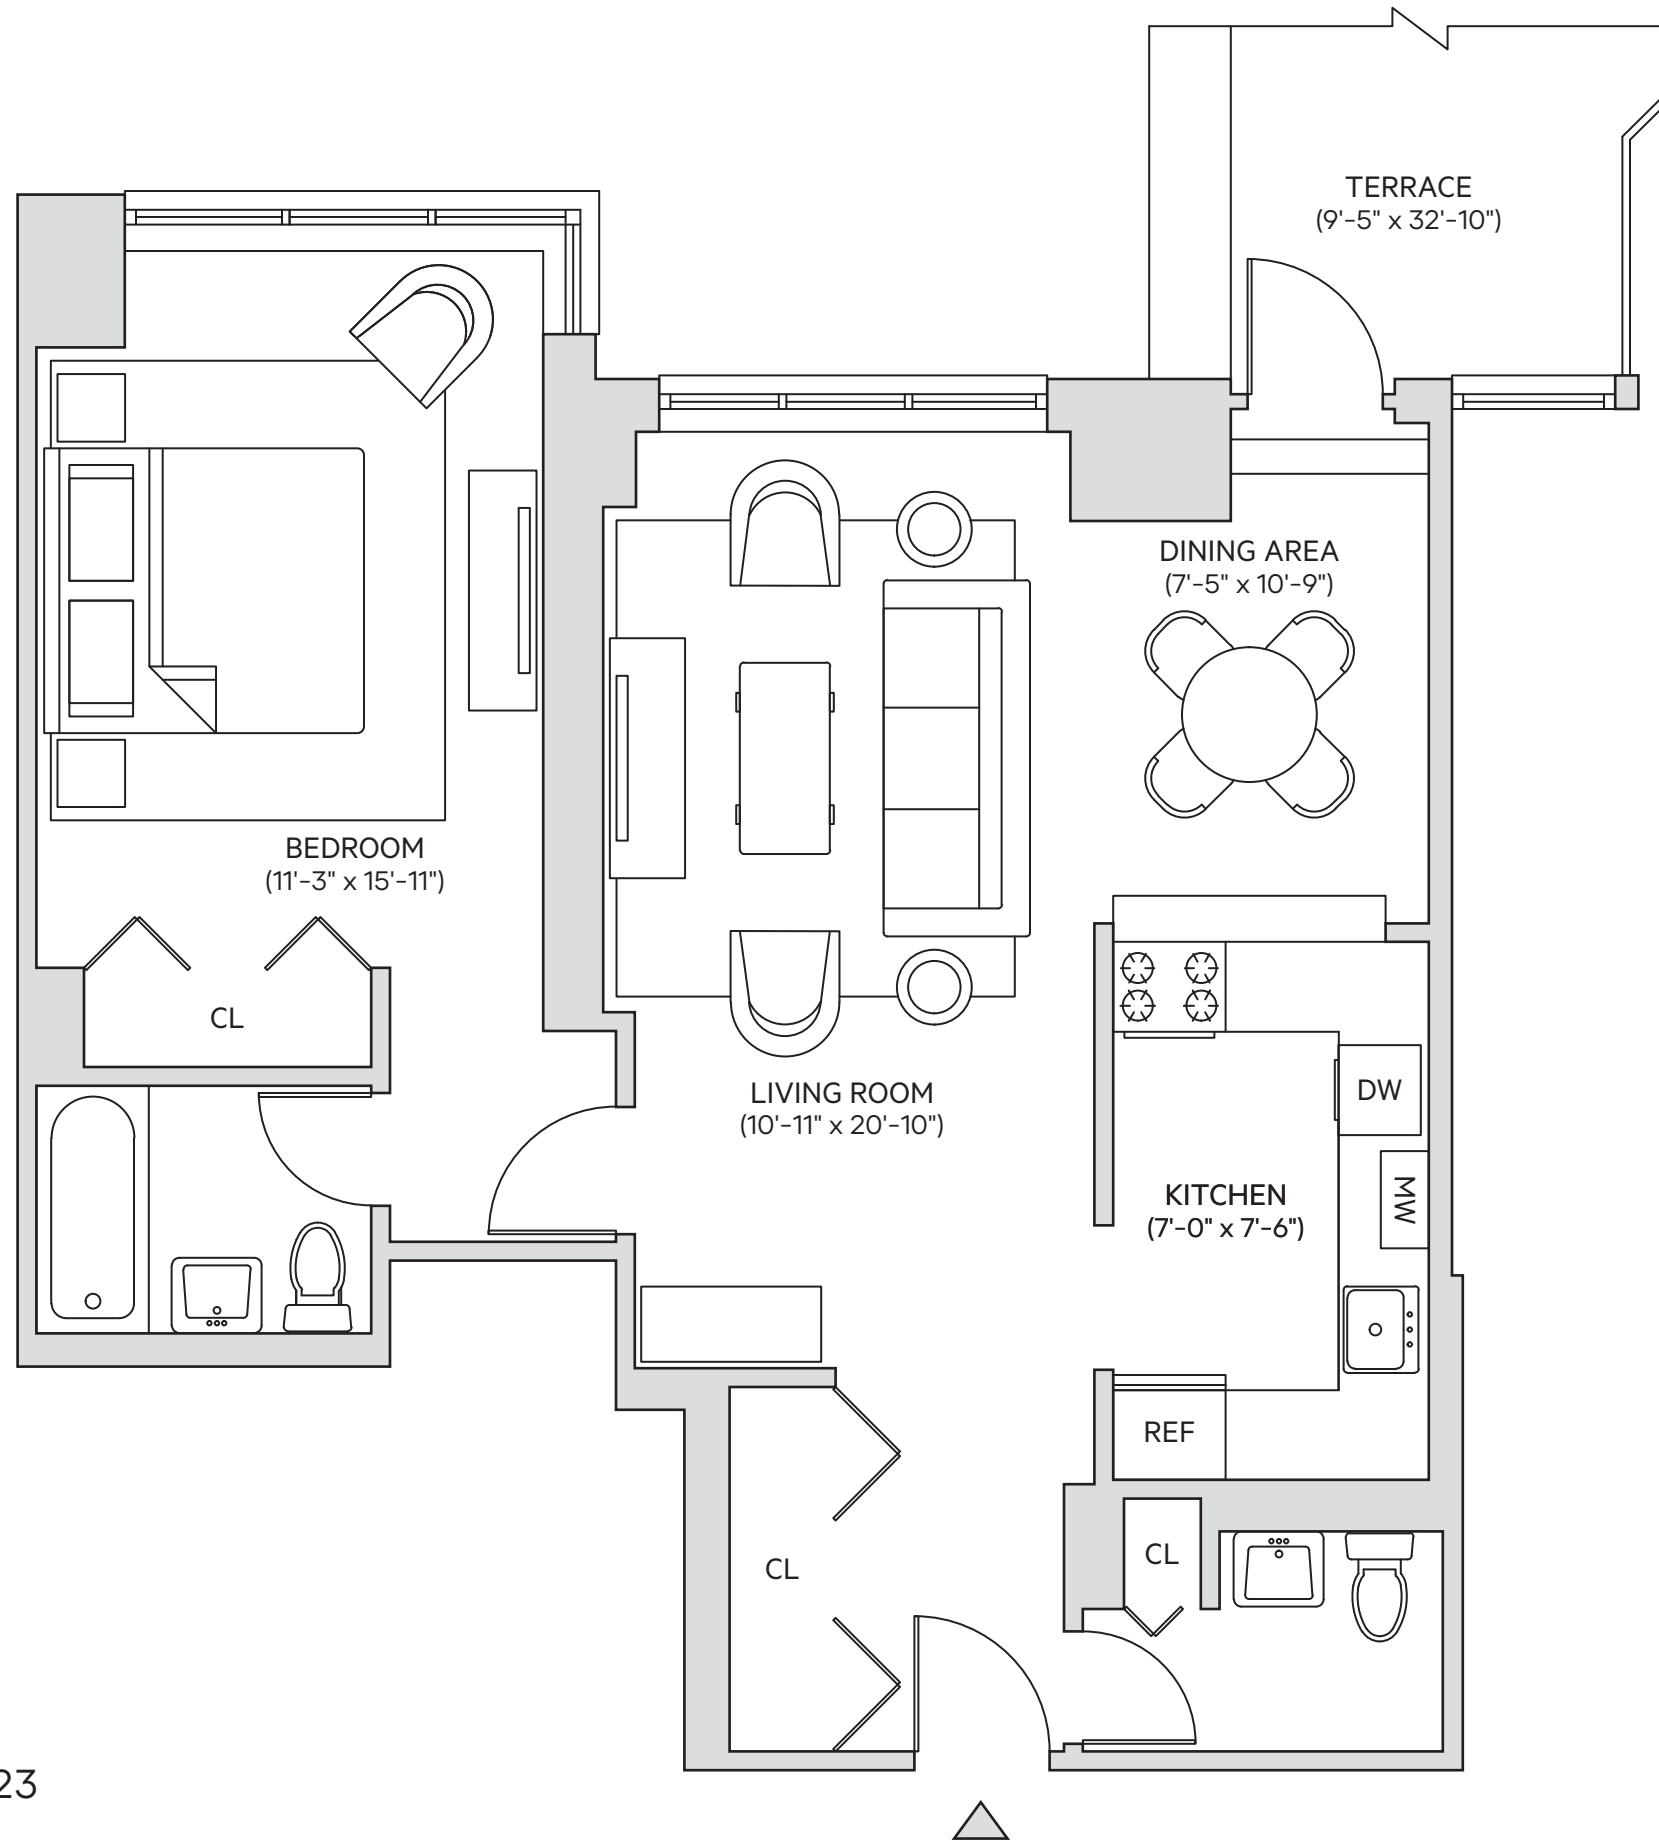 TERRACE
(9'-5" x 32'-10")
DINING AREA
(7'-5" x 10'-9")
BEDROOM
(11'-3" x 15'-11")
CL
LIVING ROOM
(10'-11" x 20'-10")
DW
KITCHEN
(7'-0" x 7'-6")
MW
REF
CL
CL
23